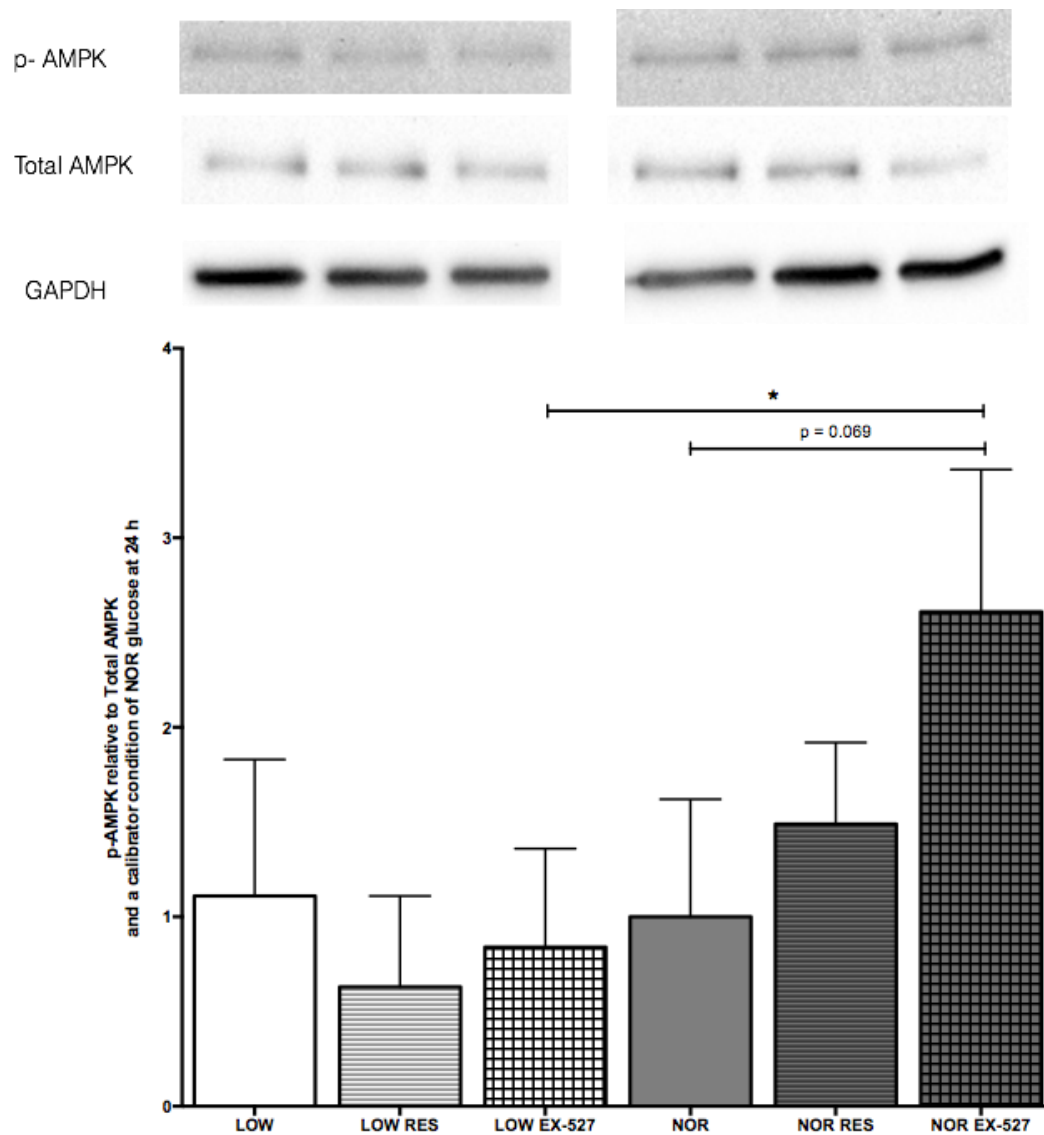 p- AMPK
Total AMPK
GAPDH
4
*
p = 0.069
3
p-AMPK relative to Total AMPK
and a calibrator condition of NOR glucose at 24 h
2
1
0
LOW LOW RES LOW EX-527 NOR NOR RES NOR EX-527